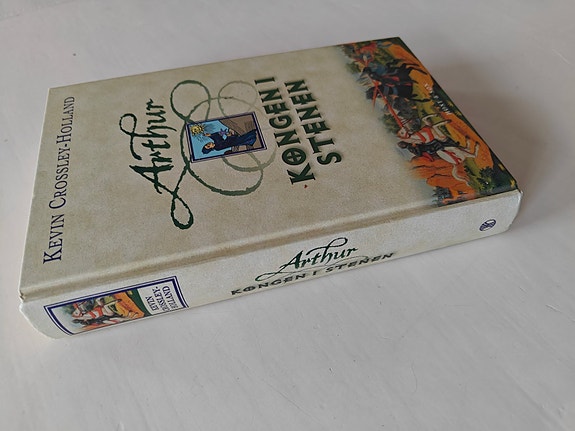 KEVIN CROSSLEY-HOLLAND
Arthur
KONGEN I
STENEN
Arthur
KONGEN I STENEN
KEVIN
CROSSLEY-
HOLLAND